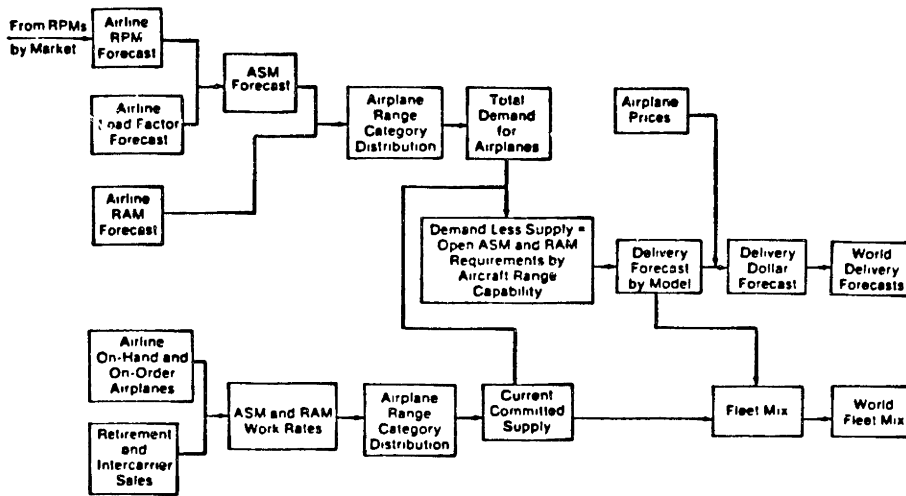 From RPMs
by Market
Airline
RPM
Forecast
Airline
Load Factor
Forecast
ASM
Forecast
Airline
RAM
Forecast
Airplane
Range
Category
Distribution
Total
Demand
for
Airplanes
Airplane
Prices
Demand Less Supply =
Open ASM and RAM
Requirements by
Aircraft Range
Capability
Delivery
Forecast
by Model
Delivery
Dollar
Forecast
World
Delivery
Forecasts
Airline
On-Hand and
On-Order
Airplanes
Retirement
and
Intercarrier
Sales
ASM and RAM
Work Rates
Airplane
Range
Category
Distribution
Current
Committed
Supply
Fleet Mix
World
Fleet Mix